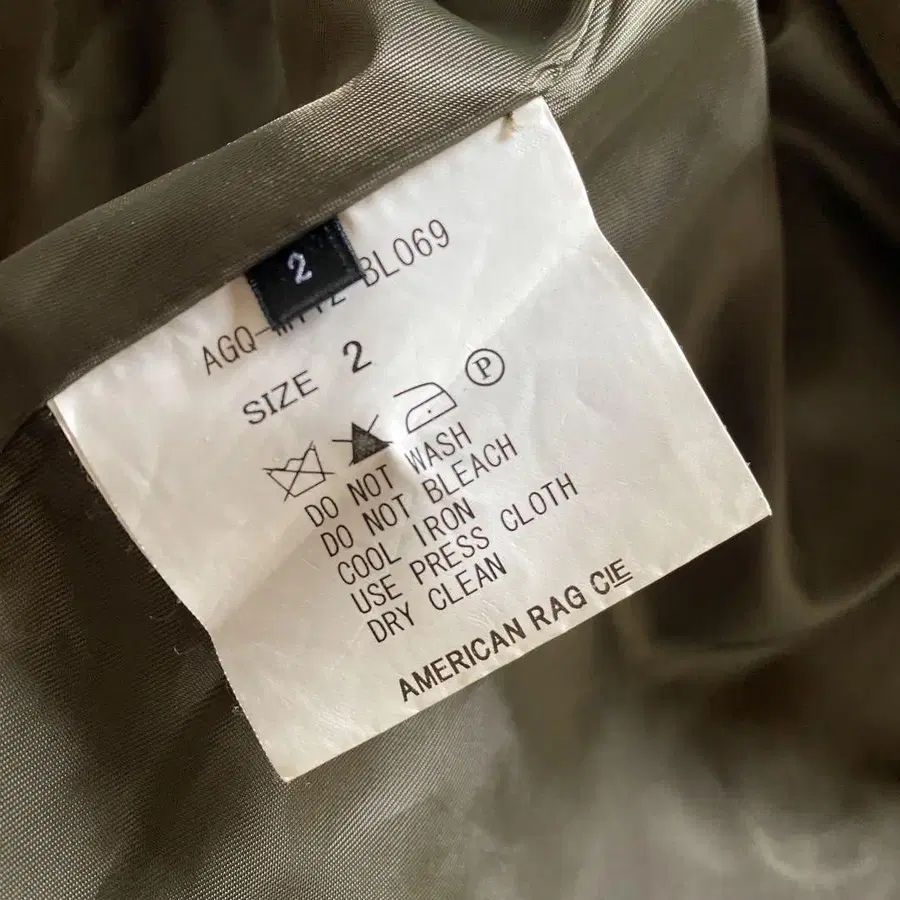 2
AGQ- BL069
SIZE 2
P
DO NOT WASH
DO NOT BLEACH
COOL IRON
USE PRESS CLOTH
DRY CLEAN
AMERICAN RAG CIE